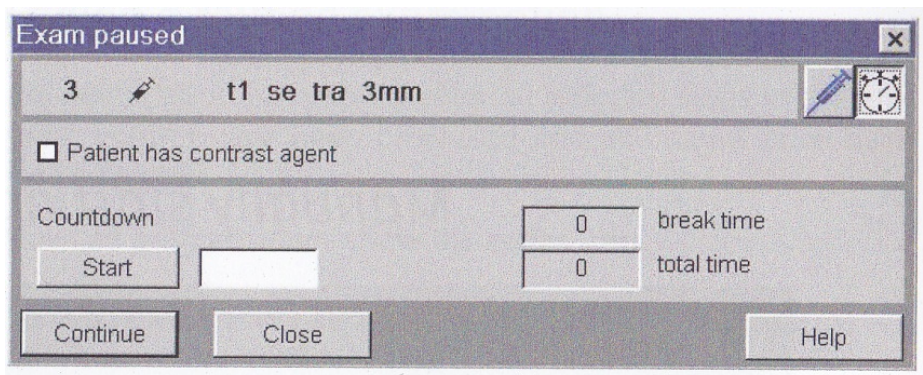 Exam paused
3 t1 se tra 3mm
Patient has contrast agent
Countdown
0 break time
Start
0 total time
Continue Close Help